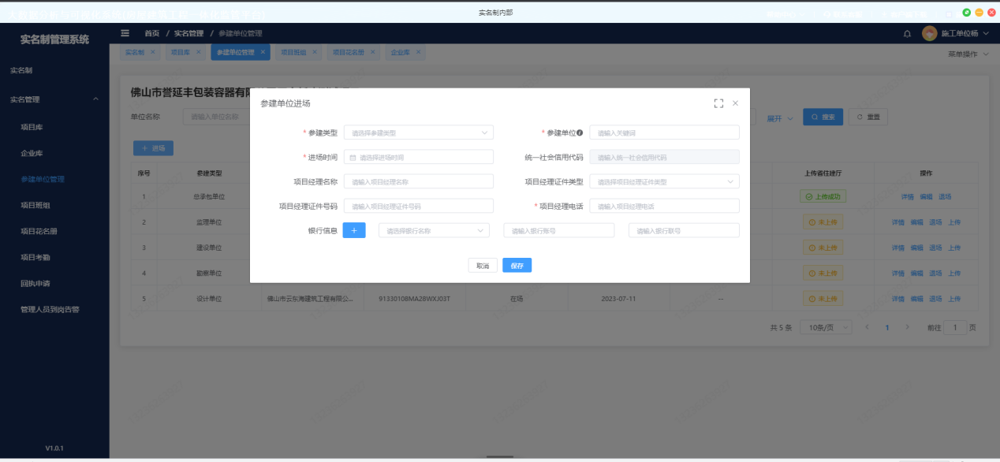 实名制内部
实名制管理系统
首页 / 实名管理 / 参建单位管理
施工单位杨
实名制 × 项目库 × 参建单位管理 × 项目班组 × 项目花名册 × 企业库 ×
菜单操作
实名制
实名管理
项目库
企业库
参建单位管理
项目班组
项目花名册
项目考勤
回执申请
管理人员到岗告警
V1.0.1
佛山市誉延丰包装容器有限
单位名称 请输入单位名称
展开 搜索 重置
+ 进场
序号 参建类型 上传省住建厅 操作
1 总承包单位 上传成功 详情 编辑 退场
2 监理单位 未上传 详情 编辑 退场 上传
3 建设单位 未上传 详情 编辑 退场 上传
4 勘察单位 未上传 详情 编辑 退场 上传
5 设计单位 佛山市云东海建筑工程有限公... 91330108MA28WXJ03T 在场 2023-07-11 -- 未上传 详情 编辑 退场 上传
共 5 条 10条/页 1 前往 1 页
参建单位进场
* 参建类型 请选择参建类型
* 参建单位 请输入关键词
* 进场时间 请选择进场时间
统一社会信用代码 请输入统一社会信用代码
项目经理名称 请输入项目经理名称
项目经理证件类型 请选择项目经理证件类型
项目经理证件号码 请输入项目经理证件号码
* 项目经理电话 请输入项目经理电话
银行信息 + 请选择银行名称 请输入银行账号 请输入银行联号
取消 保存